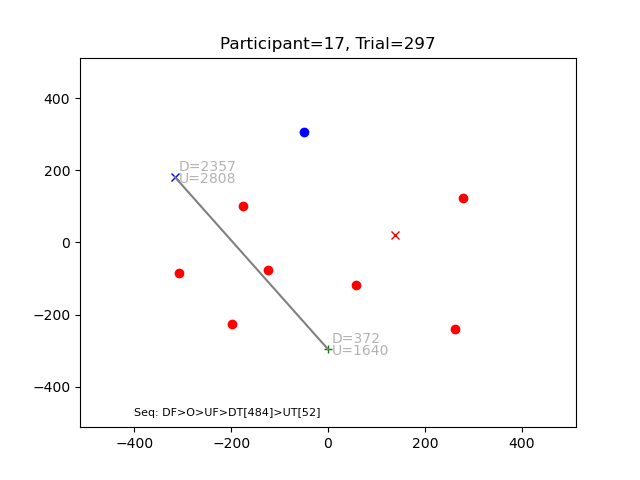 Participant=17, Trial=297
400
200
0
−200
−400
D=2357
U=2808
D=372
U=1640
Seq: DF>O>UF>DT[484]>UT[52]
−400
−200
0
200
400